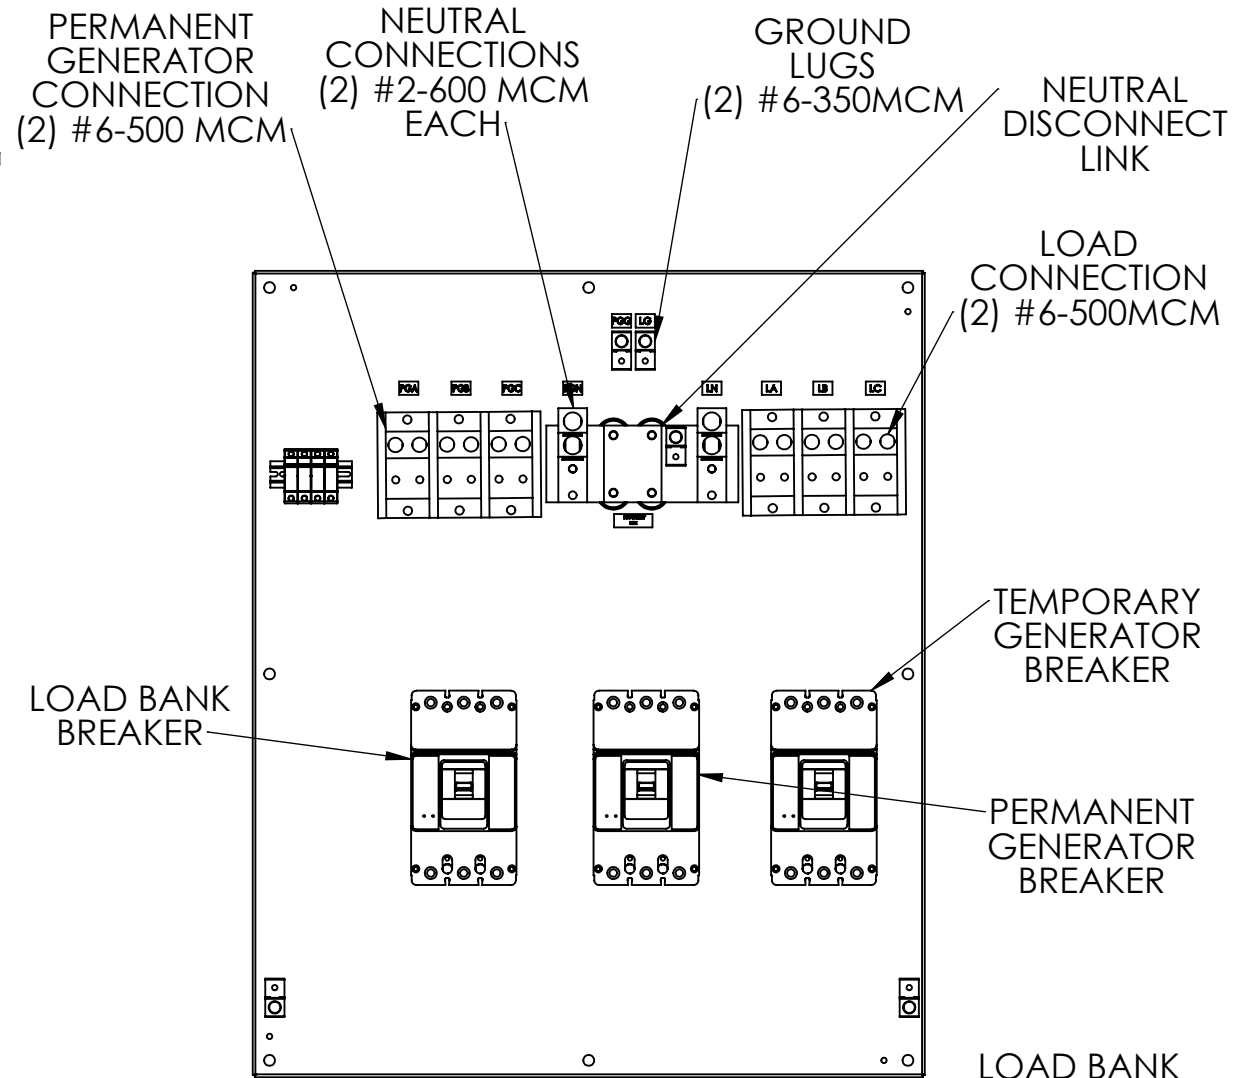 PERMANENT
GENERATOR
CONNECTION
(2) #6-500 MCM
NEUTRAL
CONNECTIONS
(2) #2-600 MCM
EACH
GROUND
LUGS
(2) #6-350MCM
NEUTRAL
DISCONNECT
LINK
LOAD
CONNECTION
(2) #6-500MCM
PGG LG
PGA PGB PGC LN LA LB LC
TEMPORARY
GENERATOR
BREAKER
LOAD BANK
BREAKER
PERMANENT
GENERATOR
BREAKER
LOAD BANK